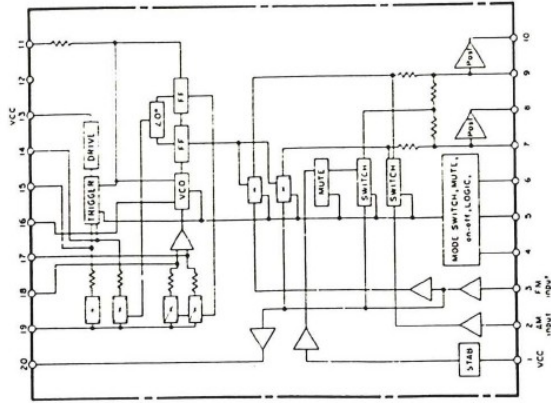 VCC
20 19 18 17 16 15 14 13 12 11
TRIGGER DRIVE
VCO FF FF
MUTE
SWITCH
SWITCH
Post Post
STAB
MODE SWITCH, MUTE,
on-off, LOGIC,
1 2 3 4 5 6 7 8 9 10
VCC AM FM
input input